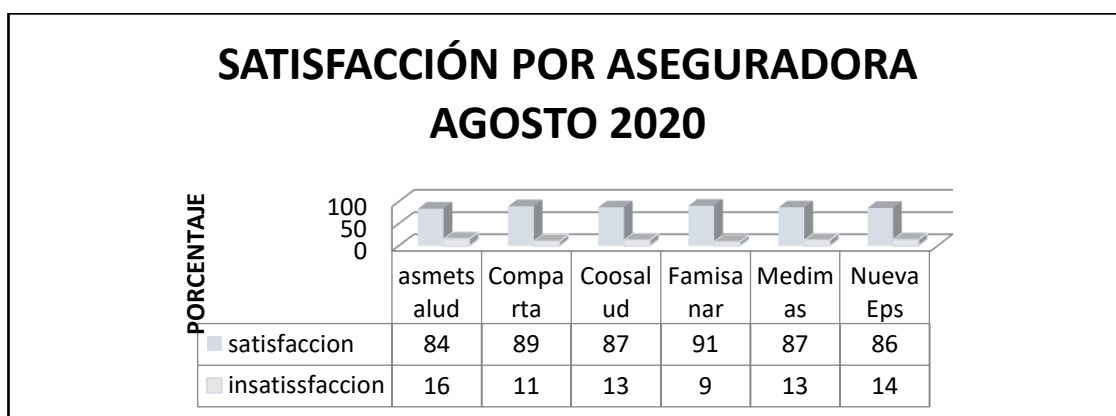 SATISFACCIÓN POR ASEGURADORA
AGOSTO 2020
PORCENTAJE
100
50
0
asmets Compa Coosal Famisa Medim Nueva
alud rta ud nar as Eps
satisfaccion 84 89 87 91 87 86
insatissfaccion 16 11 13 9 13 14